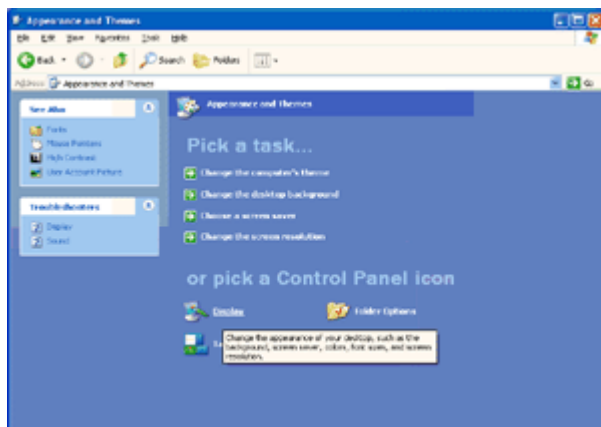 Appearance and Themes
File Edit View Favorites Tools Help
Back Search Folders
Address Appearance and Themes Go
See Also
Fonts
Mouse Pointers
High Contrast
User Account Picture
Troubleshooters
Display
Sound
Appearance and Themes
Pick a task...
Change the computer's theme
Change the desktop background
Choose a screen saver
Change the screen resolution
or pick a Control Panel icon
Display
Folder Options
Change the appearance of your desktop, such as the
background, screen saver, colors, font sizes, and screen
resolution.